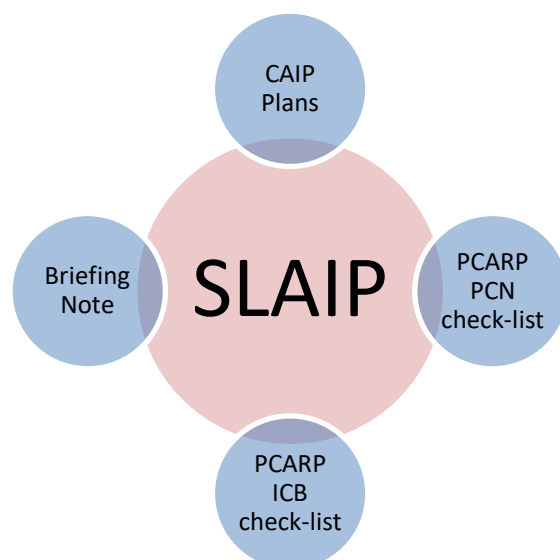 CAIP
Plans
Briefing
Note
SLAIP
PCARP
PCN
check-list
PCARP
ICB
check-list